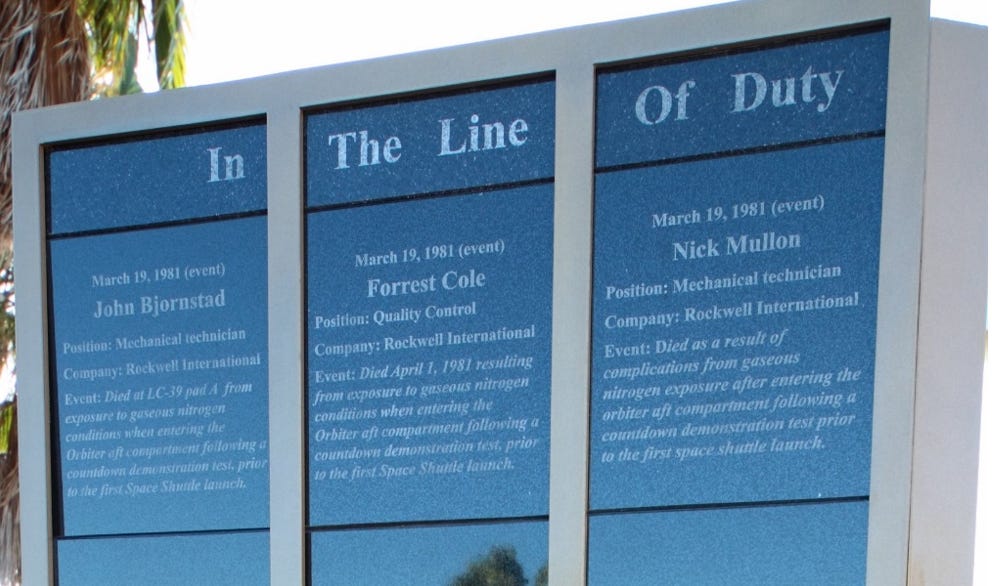 In The Line Of Duty
March 19, 1981 (event)
John Bjornstad
Position: Mechanical technician
Company: Rockwell International
Event: Died at LC-39 pad A from
exposure to gaseous nitrogen
conditions when entering the
Orbiter aft compartment following a
countdown demonstration test, prior
to the first Space Shuttle launch.
March 19, 1981 (event)
Forrest Cole
Position: Quality Control
Company: Rockwell International
Event: Died April 1, 1981 resulting
from exposure to gaseous nitrogen
conditions when entering the
Orbiter aft compartment following a
countdown demonstration test, prior
to the first Space Shuttle launch.
March 19, 1981 (event)
Nick Mullon
Position: Mechanical technician
Company: Rockwell International
Event: Died as a result of
complications from gaseous
nitrogen exposure after entering the
orbiter aft compartment following a
countdown demonstration test prior
to the first space shuttle launch.